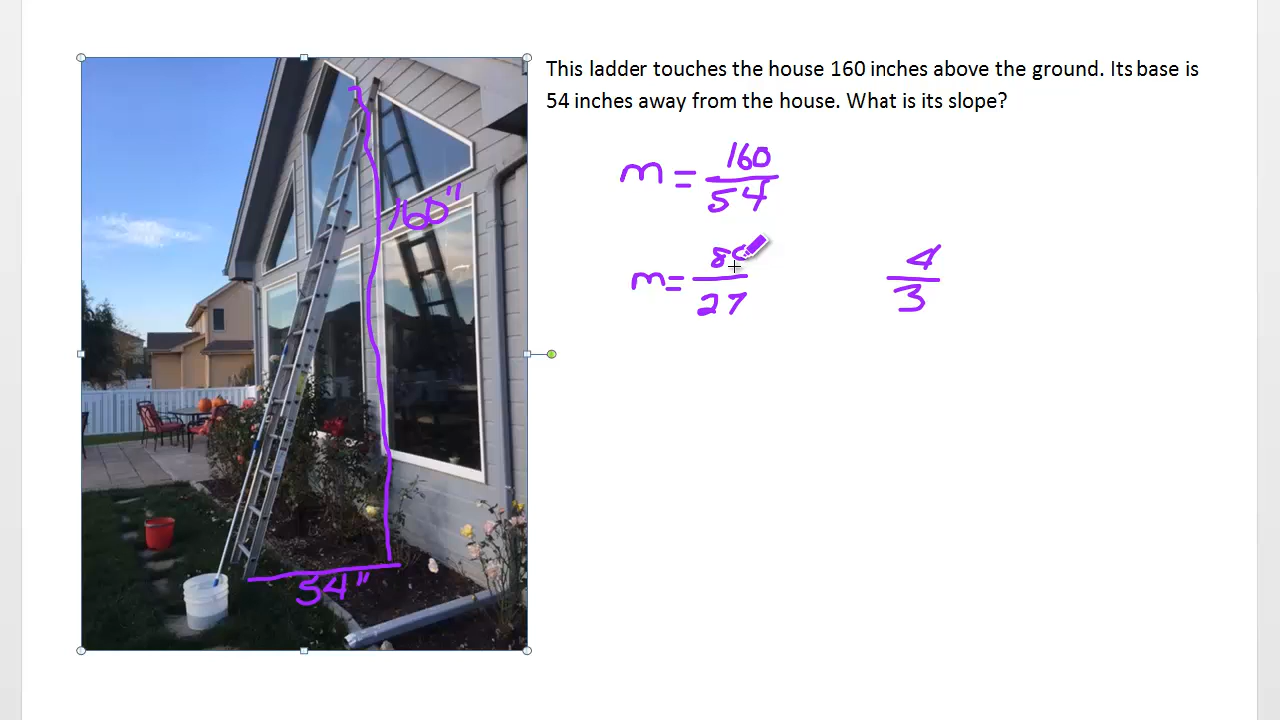 This ladder touches the house 160 inches above the ground. Its base is
54 inches away from the house. What is its slope?
m = 160/54
160"
m = 80/27
4/3
54"